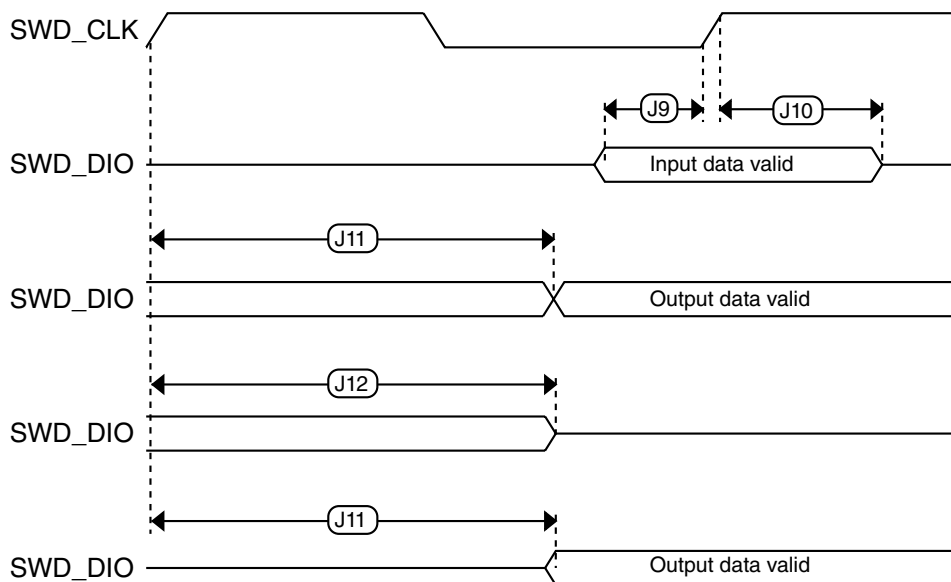 SWD_CLK
J9
J10
SWD_DIO
Input data valid
J11
SWD_DIO
Output data valid
J12
SWD_DIO
J11
SWD_DIO
Output data valid